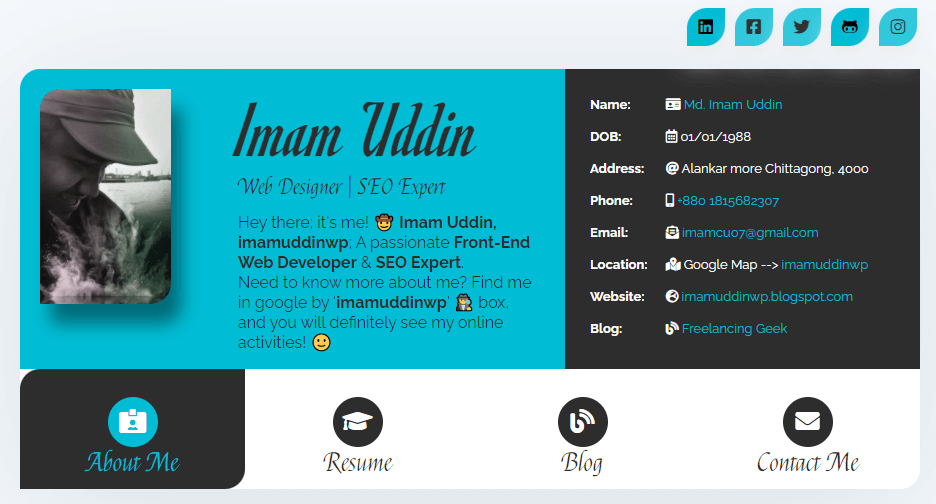 Imam Uddin
Web Designer | SEO Expert
Hey there; it's me! 🤠 Imam Uddin,
imamuddinwp; A passionate Front-End
Web Developer & SEO Expert.
Need to know more about me? Find me
in google by 'imamuddinwp' 🕵 box.
and you will definitely see my online
activities! 🙂
Name: Md. Imam Uddin
DOB: 01/01/1988
Address: Alankar more Chittagong, 4000
Phone: +880 1815682307
Email: imamcu07@gmail.com
Location: Google Map --> imamuddinwp
Website: imamuddinwp.blogspot.com
Blog: Freelancing Geek
About Me
Resume
Blog
Contact Me